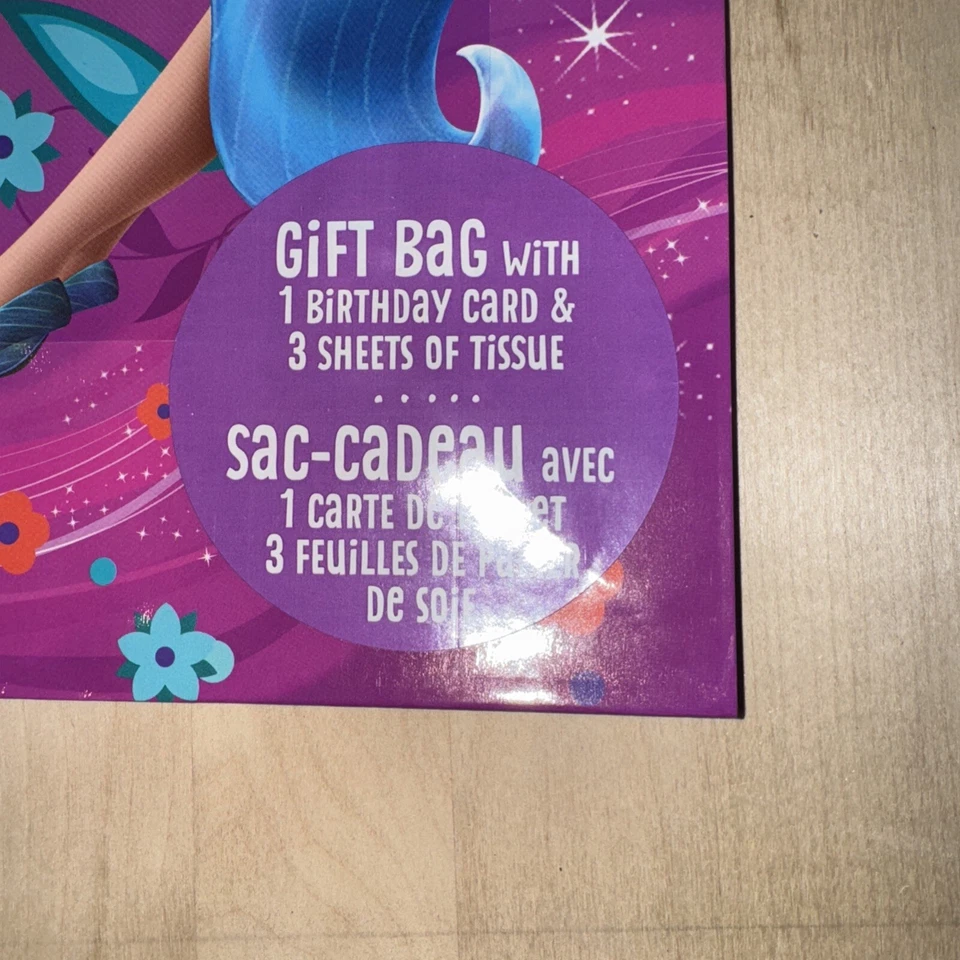 GiFT BaG WiTH
1 BiRTHDaY CaRD &
3 SHEETS OF TiSSUE
SaC-CaDeaU aVEC
1 CaRTE De ET
3 FEUiLLES DE
De SOiE